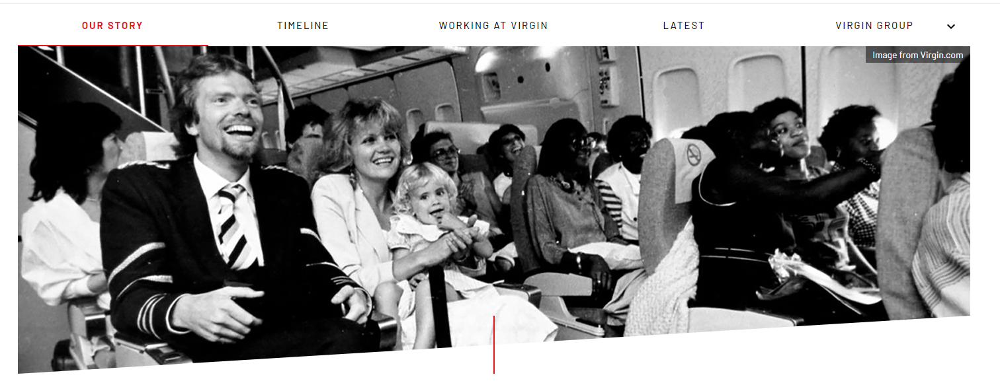 OUR STORY
TIMELINE
WORKING AT VIRGIN
LATEST
VIRGIN GROUP
Image from Virgin.com